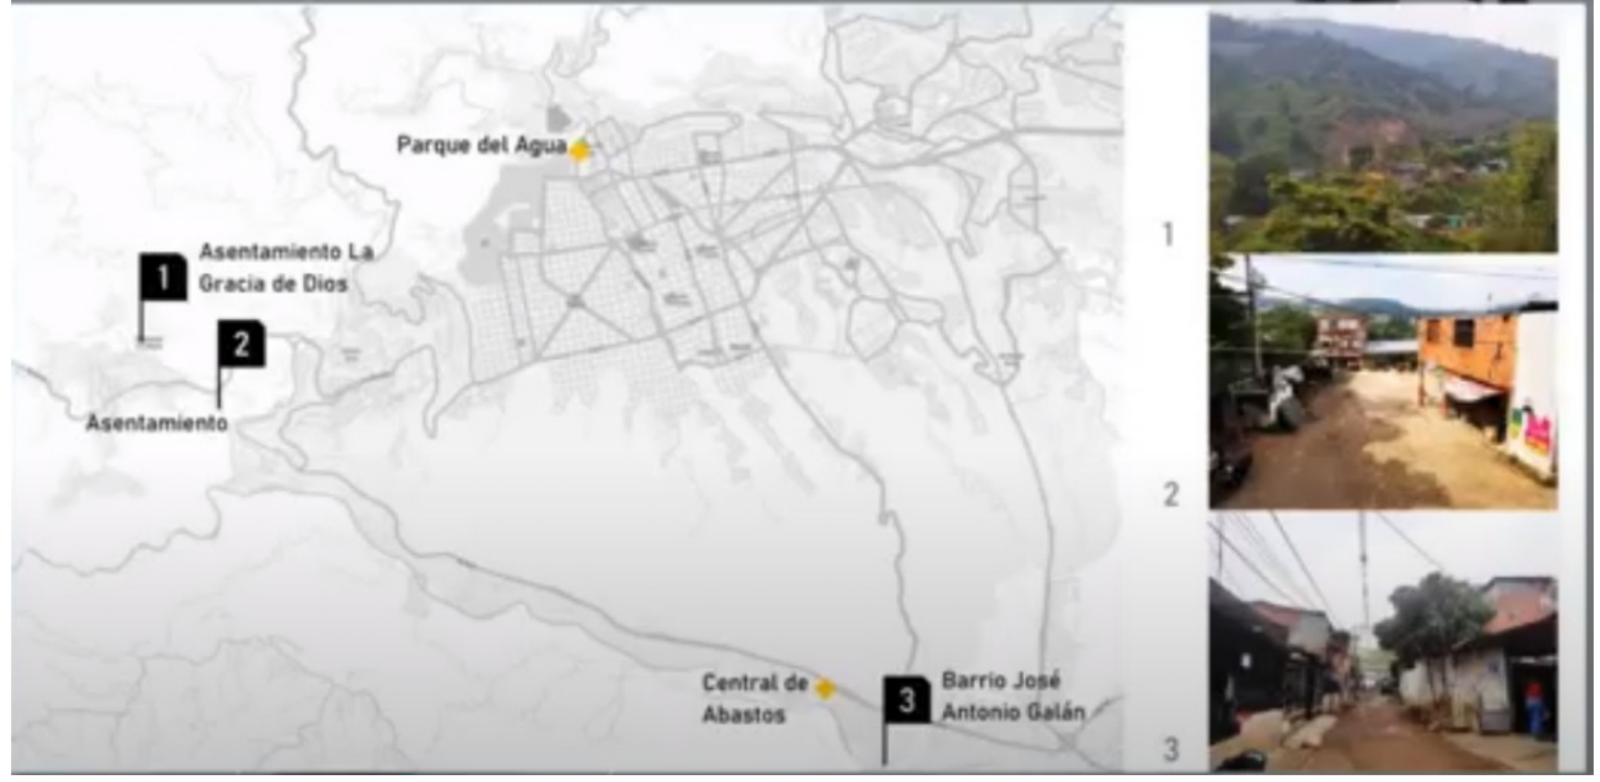 Parque del Agua
1
Asentamiento La
Gracia de Dios
2
Asentamiento
Central de
Abastos
3
Barrio José
Antonio Galán
1
2
3